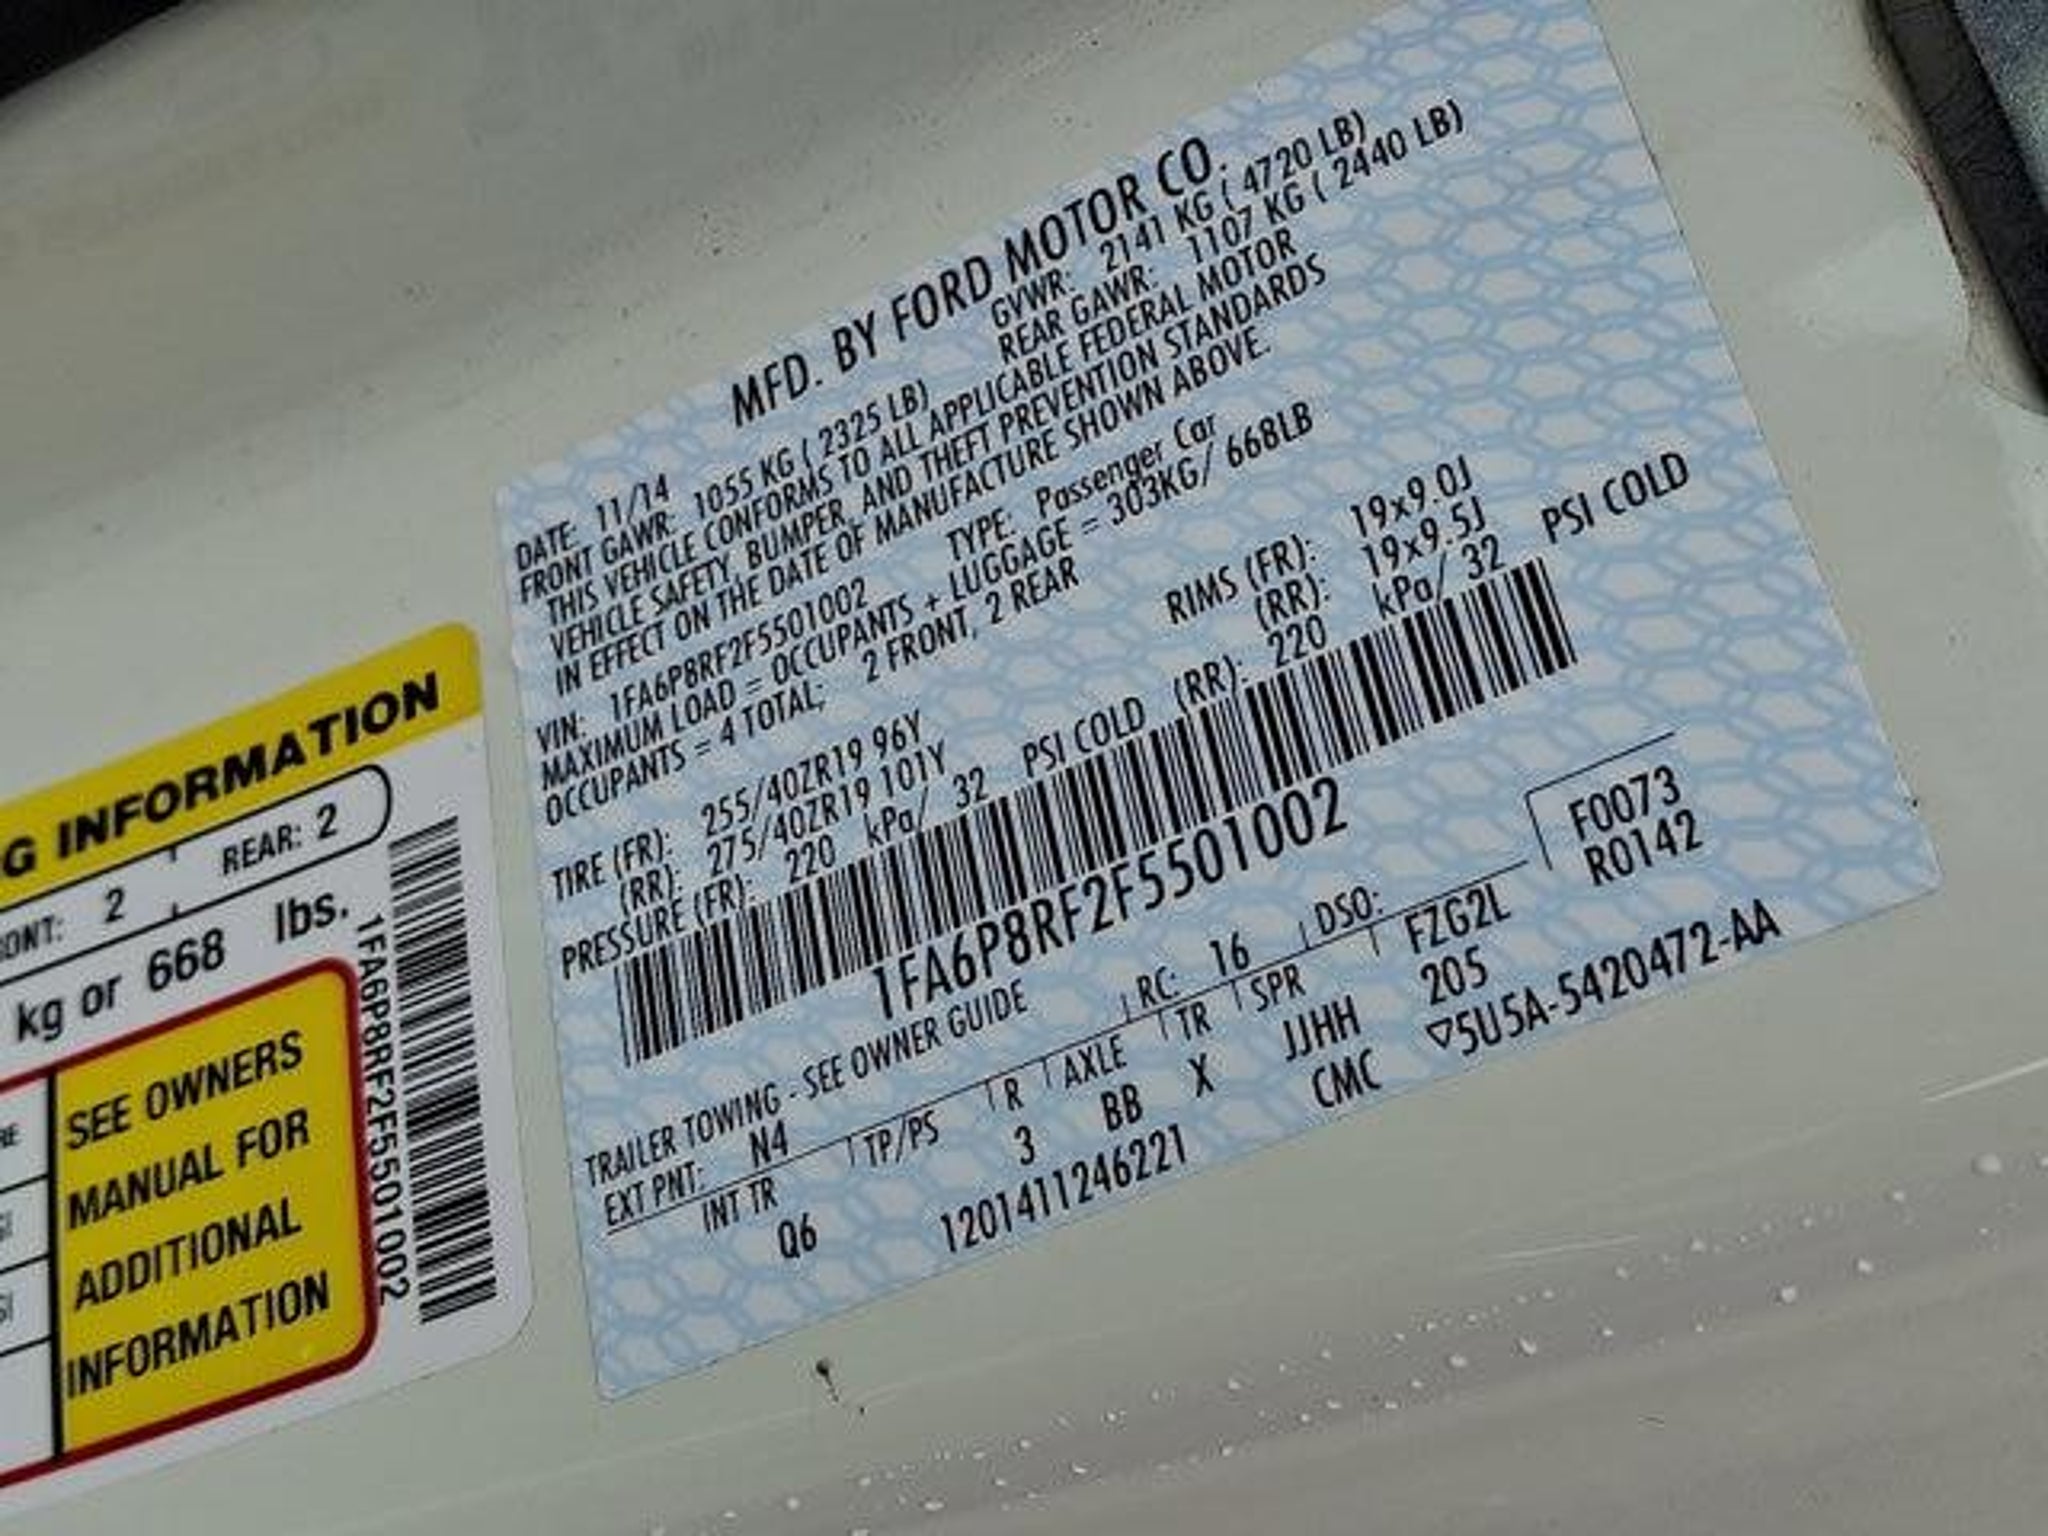 MFD. BY FORD MOTOR CO.
DATE: 11/14 GVWR: 2141 KG ( 4720 LB)
FRONT GAWR: 1055 KG ( 2325 LB) REAR GAWR: 1107 KG ( 2440 LB)
THIS VEHICLE CONFORMS TO ALL APPLICABLE FEDERAL MOTOR
VEHICLE SAFETY, BUMPER, AND THEFT PREVENTION STANDARDS
IN EFFECT ON THE DATE OF MANUFACTURE SHOWN ABOVE.
VIN: 1FA6P8RF2F5501002 TYPE: Passenger Car
MAXIMUM LOAD = OCCUPANTS + LUGGAGE = 303KG/ 668LB
OCCUPANTS = 4 TOTAL; 2 FRONT, 2 REAR
TIRE (FR): 255/40ZR19 96Y RIMS (FR): 19x9.0J
(RR): 275/40ZR19 101Y (RR): 19x9.5J
PRESSURE (FR): 220 kPa/ 32 PSI COLD (RR): 220 kPa/ 32 PSI COLD
1FA6P8RF2F5501002
F0073
R0142
TRAILER TOWING - SEE OWNER GUIDE
EXT PNT: N4 RC: 16 DSO:
INT TR TP/PS R AXLE TR SPR FZG2L
Q6 3 BB X JJHH 205
1201411246221 CMC ▽5U5A-5420472-AA
G INFORMATION
ONT: 2 REAR: 2
kg or 668 lbs.
SEE OWNERS
MANUAL FOR
ADDITIONAL
INFORMATION
1FA6P8RF2F5501002